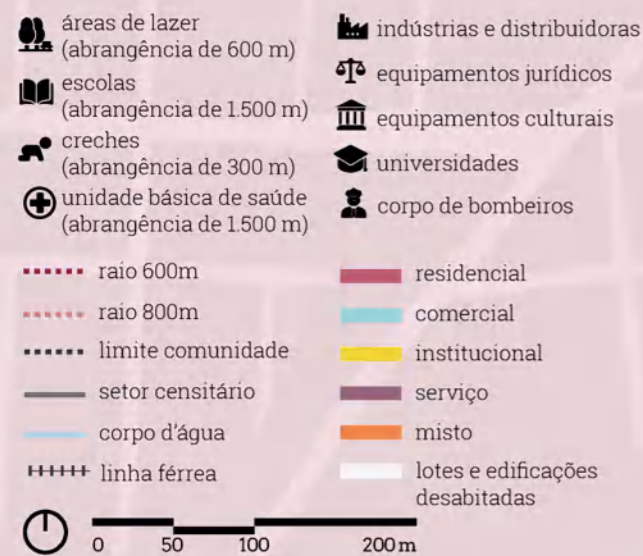 áreas de lazer
(abrangência de 600 m)
escolas
(abrangência de 1.500 m)
creches
(abrangência de 300 m)
unidade básica de saúde
(abrangência de 1.500 m)
indústrias e distribuidoras
equipamentos jurídicos
equipamentos culturais
universidades
corpo de bombeiros
raio 600m
raio 800m
limite comunidade
setor censitário
corpo d'água
linha férrea
residencial
comercial
institucional
serviço
misto
lotes e edificações
desabitadas
0 50 100 200 m